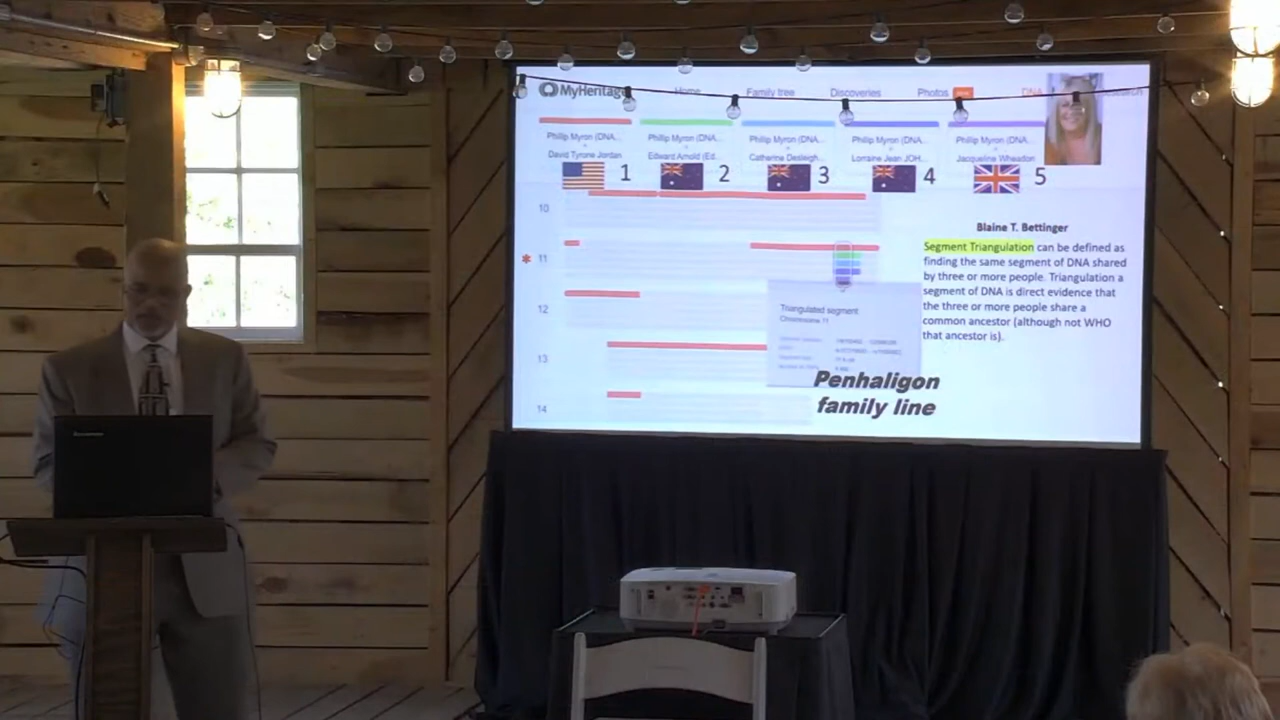 MyHeritage
Home Family tree Discoveries Photos DNA
Phillip Myron (DNA... Phillip Myron (DNA... Phillip Myron (DNA... Phillip Myron (DNA... Phillip Myron (DNA...
David Tyrone Jordan Edward Arnold (Ed... Catherine Desleigh... Lorraine Jean JOH... Jacqueline Wheadon
1 2 3 4 5
10
* 11
12
13
14
Triangulated segment
Chromosome 11
Blaine T. Bettinger
Segment Triangulation can be defined as
finding the same segment of DNA shared
by three or more people. Triangulation a
segment of DNA is direct evidence that
the three or more people share a
common ancestor (although not WHO
that ancestor is).
Penhaligon
family line